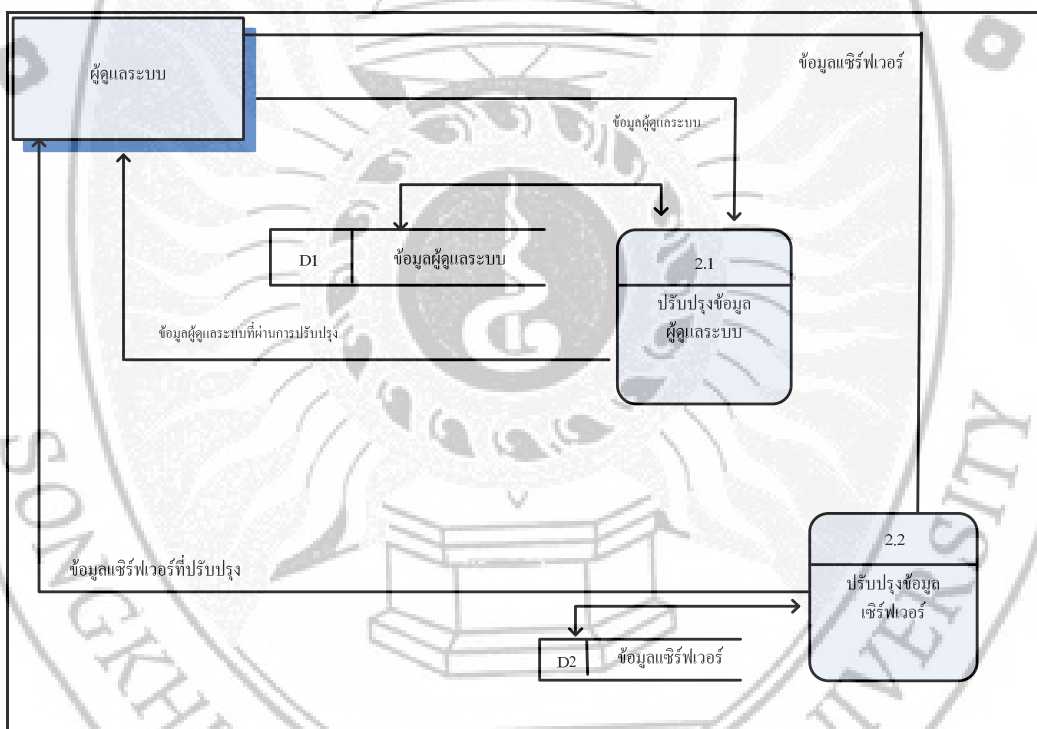 ผู้ดูแลระบบ
ข้อมูลแซิร์ฟเวอร์
ข้อมูลผู้ดูแลระบบ
D1
ข้อมูลผู้ดูแลระบบ
2.1
ปรับปรุงข้อมูล
ผู้ดูแลระบบ
ข้อมูลผู้ดูแลระบบที่ผ่านการปรับปรุง
2.2
ปรับปรุงข้อมูล
เซิร์ฟเวอร์
ข้อมูลแซิร์ฟเวอร์ที่ปรับปรุง
D2
ข้อมูลแซิร์ฟเวอร์
SONGKH
UNIVERSITY